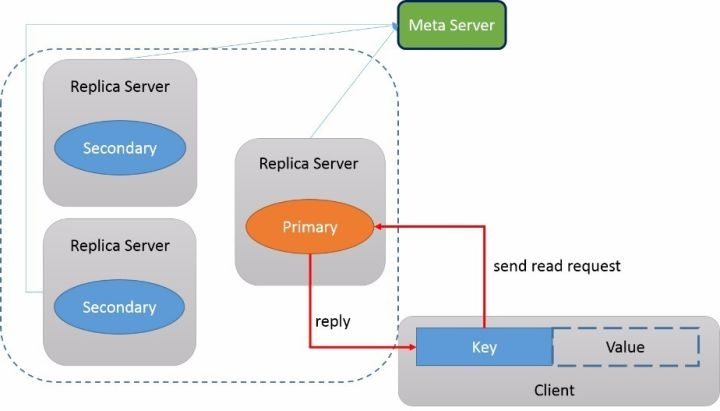 Meta Server
Replica Server
Secondary
Replica Server
Primary
Replica Server
Secondary
send read request
reply
Key
Value
Client